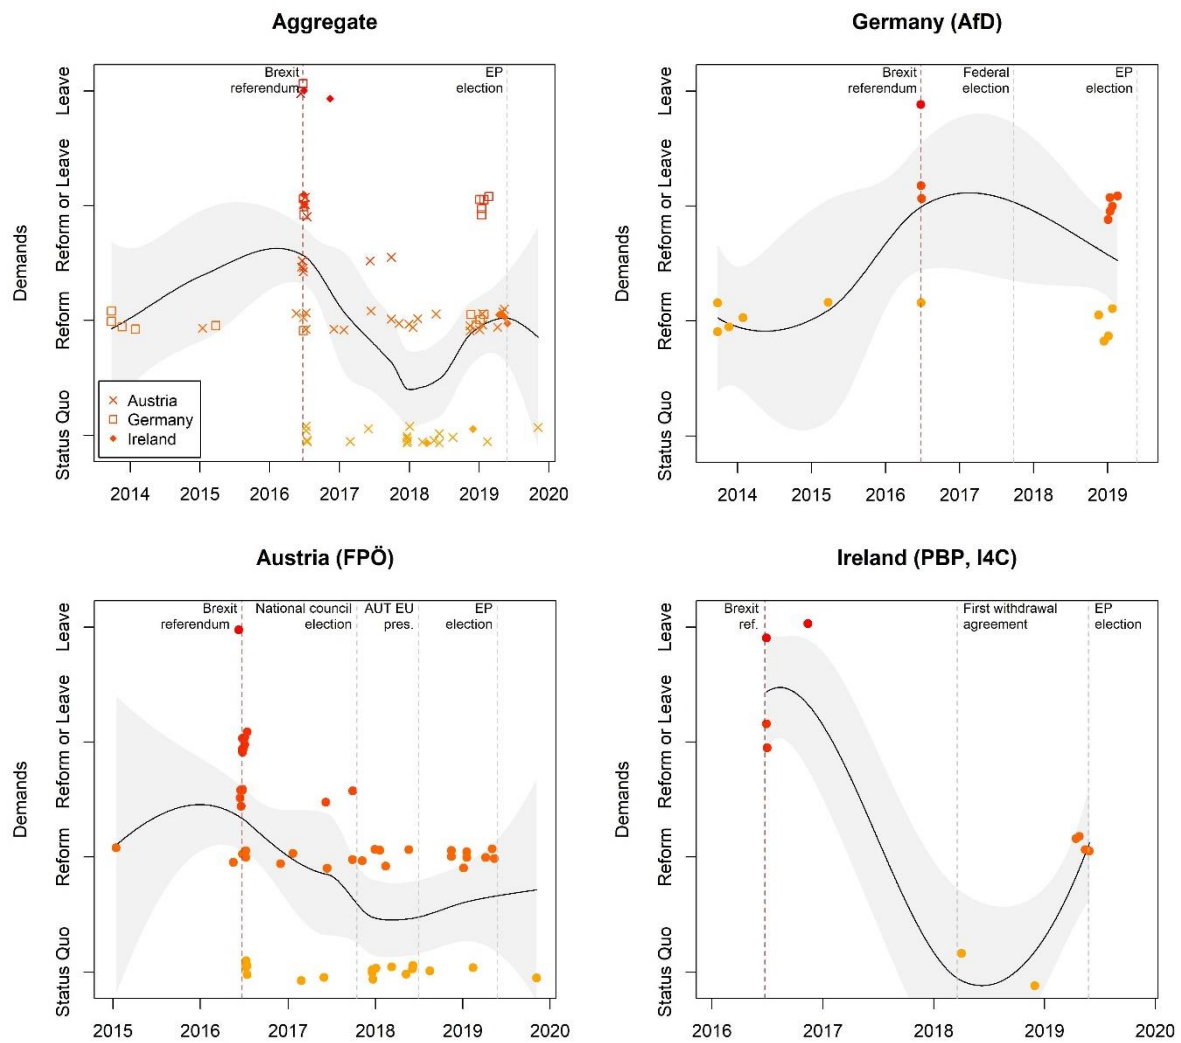 Aggregate
Brexit
referendum
EP
election
Demands
Leave
Reform or Leave
Reform
Status Quo
Austria
Germany
Ireland
2014 2015 2016 2017 2018 2019 2020
Germany (AfD)
Brexit
referendum
Federal
election
EP
election
Demands
Leave
Reform or Leave
Reform
Status Quo
2014 2015 2016 2017 2018 2019
Austria (FPÖ)
Brexit
referendum
National council
election
AUT EU
pres.
EP
election
Demands
Leave
Reform or Leave
Reform
Status Quo
2015 2016 2017 2018 2019 2020
Ireland (PBP, I4C)
Brexit
ref.
First withdrawal
agreement
EP
election
Demands
Leave
Reform or Leave
Reform
Status Quo
2016 2017 2018 2019 2020